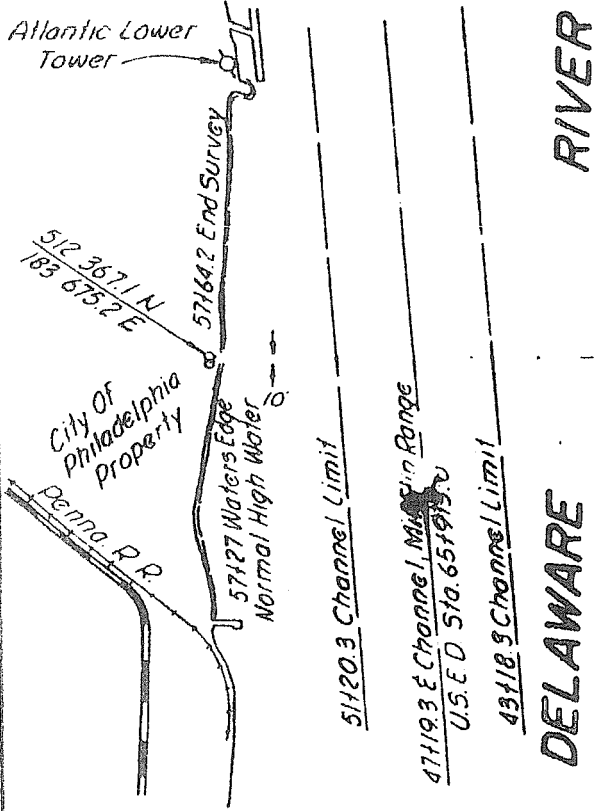 Atlantic Lower
Tower
512 367.1 N
183 675.2 E
57+64.2 End Survey
City Of
Philadelphia
Property
Penna. R.R.
57+27 Waters Edge
Normal High Water
10'
51+20.3 Channel Limit
47+19.3 ℄ Channel Range
U.S.E.D. Sta. 65+
43+18.3 Channel Limit
DELAWARE RIVER